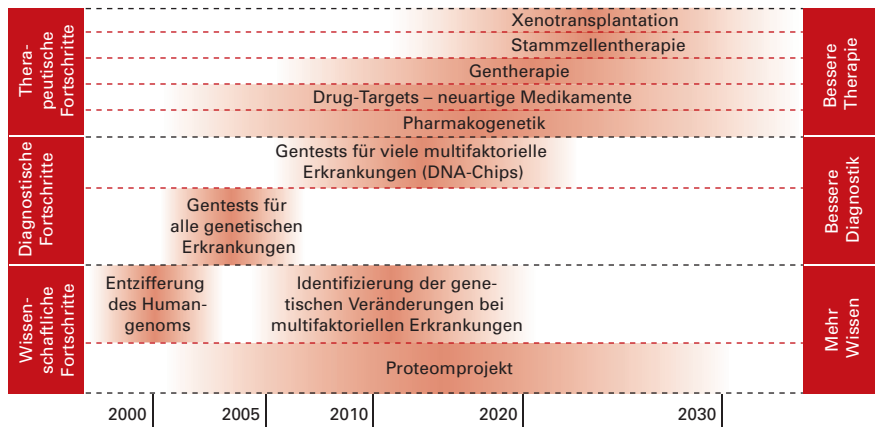 Thera-
peutische
Fortschritte
Xenotransplantation
Stammzellentherapie
Gentherapie
Drug-Targets – neuartige Medikamente
Pharmakogenetik
Bessere
Therapie
Diagnostische
Fortschritte
Gentests für viele multifaktorielle
Erkrankungen (DNA-Chips)
Gentests für
alle genetischen
Erkrankungen
Bessere
Diagnostik
Wissen-
schaftliche
Fortschritte
Entzifferung
des Human-
genoms
Identifizierung der gene-
tischen Veränderungen bei
multifaktoriellen Erkrankungen
Proteomprojekt
Mehr
Wissen
2000
2005
2010
2020
2030